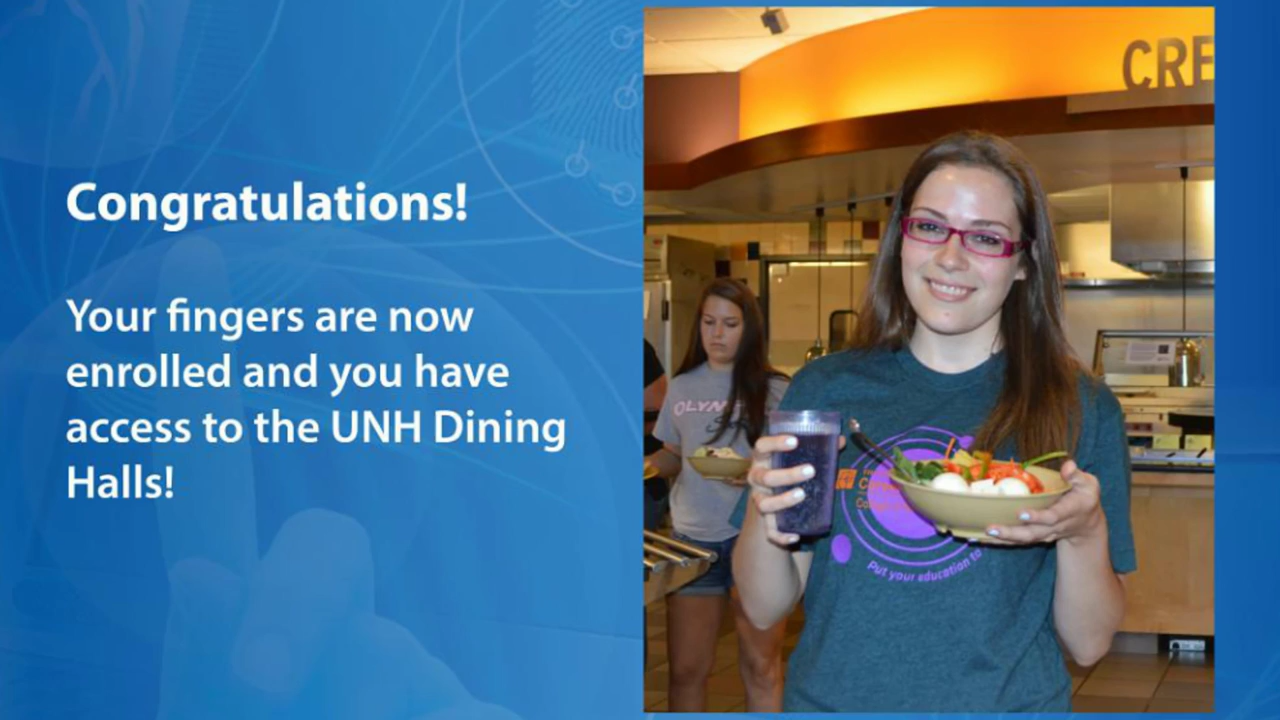 Congratulations!
Your fingers are now
enrolled and you have
access to the UNH Dining
Halls!
CRE
OLYM
Put your education to